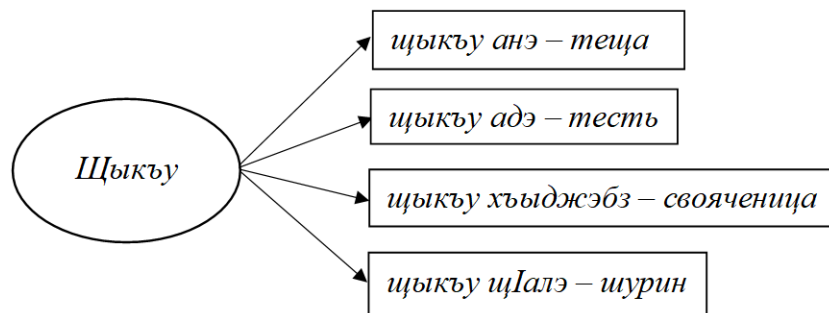 щыкъу анэ – теща
щыкъу адэ – тесть
Щыкъу
щыкъу хъыджэбз – свояченица
щыкъу щIалэ – шурин